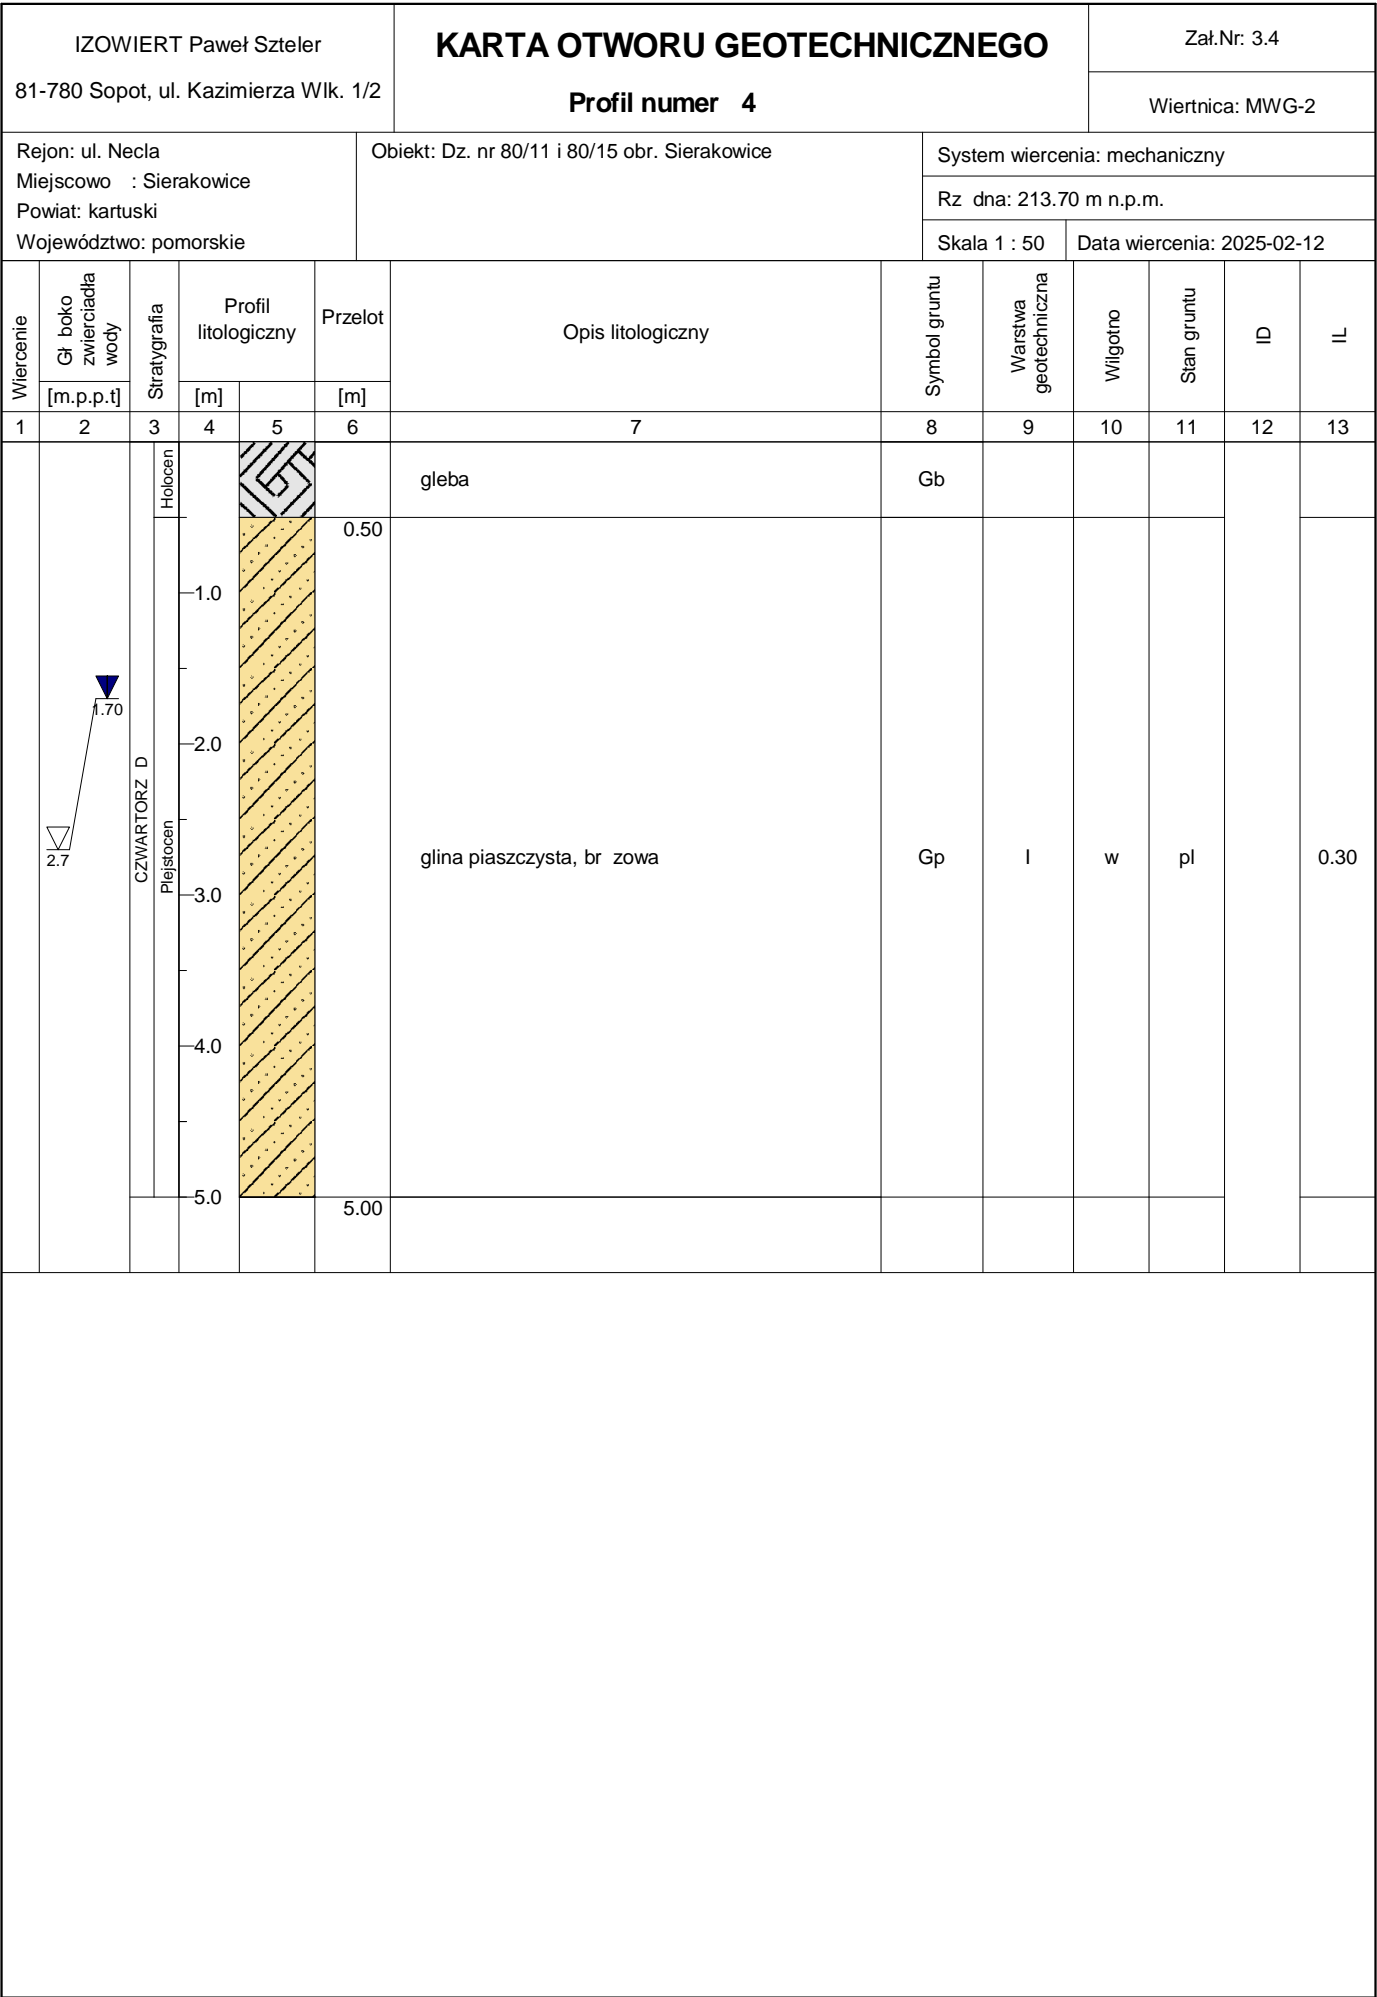 IZOWIERT Paweł Szteler
81-780 Sopot, ul. Kazimierza Wlk. 1/2
KARTA OTWORU GEOTECHNICZNEGO
Profil numer 4
Zał.Nr: 3.4
Wiertnica: MWG-2
Rejon: ul. Necla
Miejscowo : Sierakowice
Powiat: kartuski
Województwo: pomorskie
Obiekt: Dz. nr 80/11 i 80/15 obr. Sierakowice
System wiercenia: mechaniczny
Rz dna: 213.70 m n.p.m.
Skala 1 : 50
Data wiercenia: 2025-02-12
Wiercenie
Gł boko
zwierciadła
wody
[m.p.p.t]
Stratygrafia
Profil
litologiczny
[m]
Przelot
[m]
Opis litologiczny
Symbol gruntu
Warstwa
geotechniczna
Wilgotno
Stan gruntu
ID
IL
1 2 3 4 5 6 7 8 9 10 11 12 13
Holocen
gleba
Gb
0.50
1.0
1.70
2.0
2.7
CZWARTORZ D
Plejstocen
glina piaszczysta, br zowa
Gp
I
w
pl
0.30
3.0
4.0
5.0
5.00